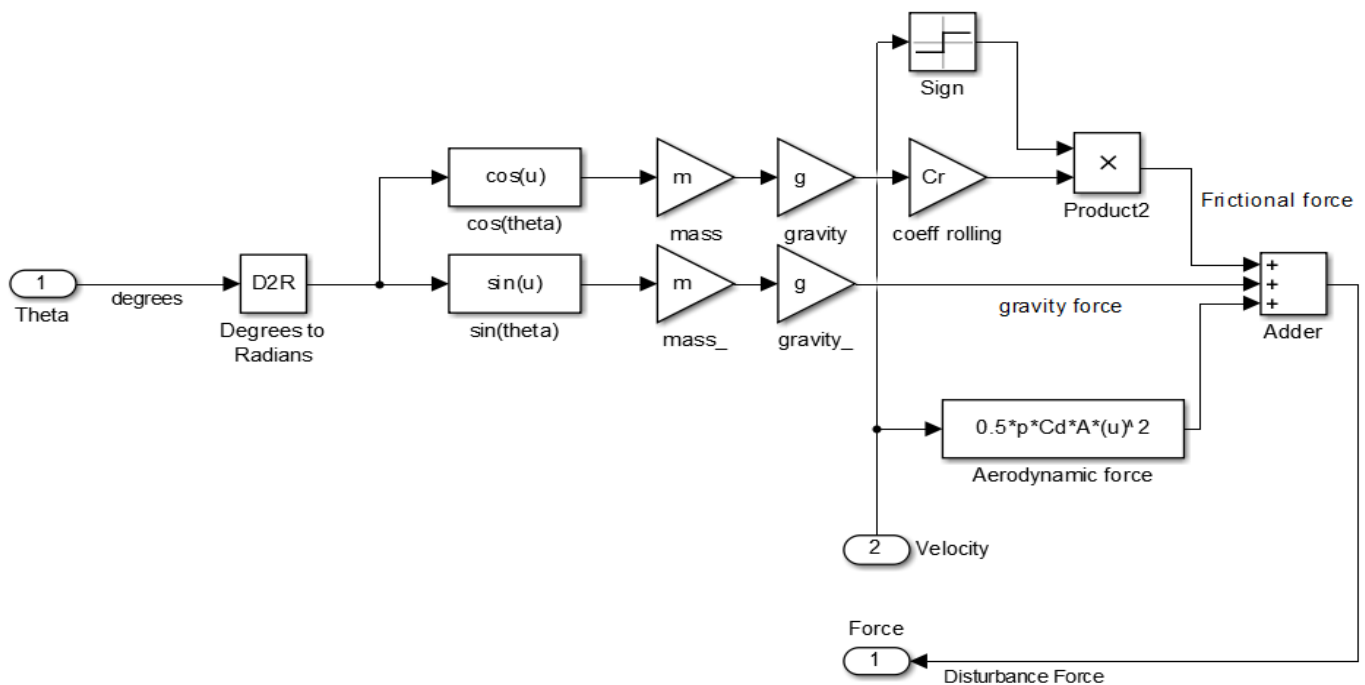 Sign
cos(u)
cos(theta)
m
mass
g
gravity
Cr
coeff rolling
×
Product2
Frictional force
1
Theta
degrees
D2R
Degrees to
Radians
sin(u)
sin(theta)
m
mass_
g
gravity_
gravity force
+
+
+
Adder
0.5*p*Cd*A*(u)^2
Aerodynamic force
2
Velocity
Force
1
Disturbance Force